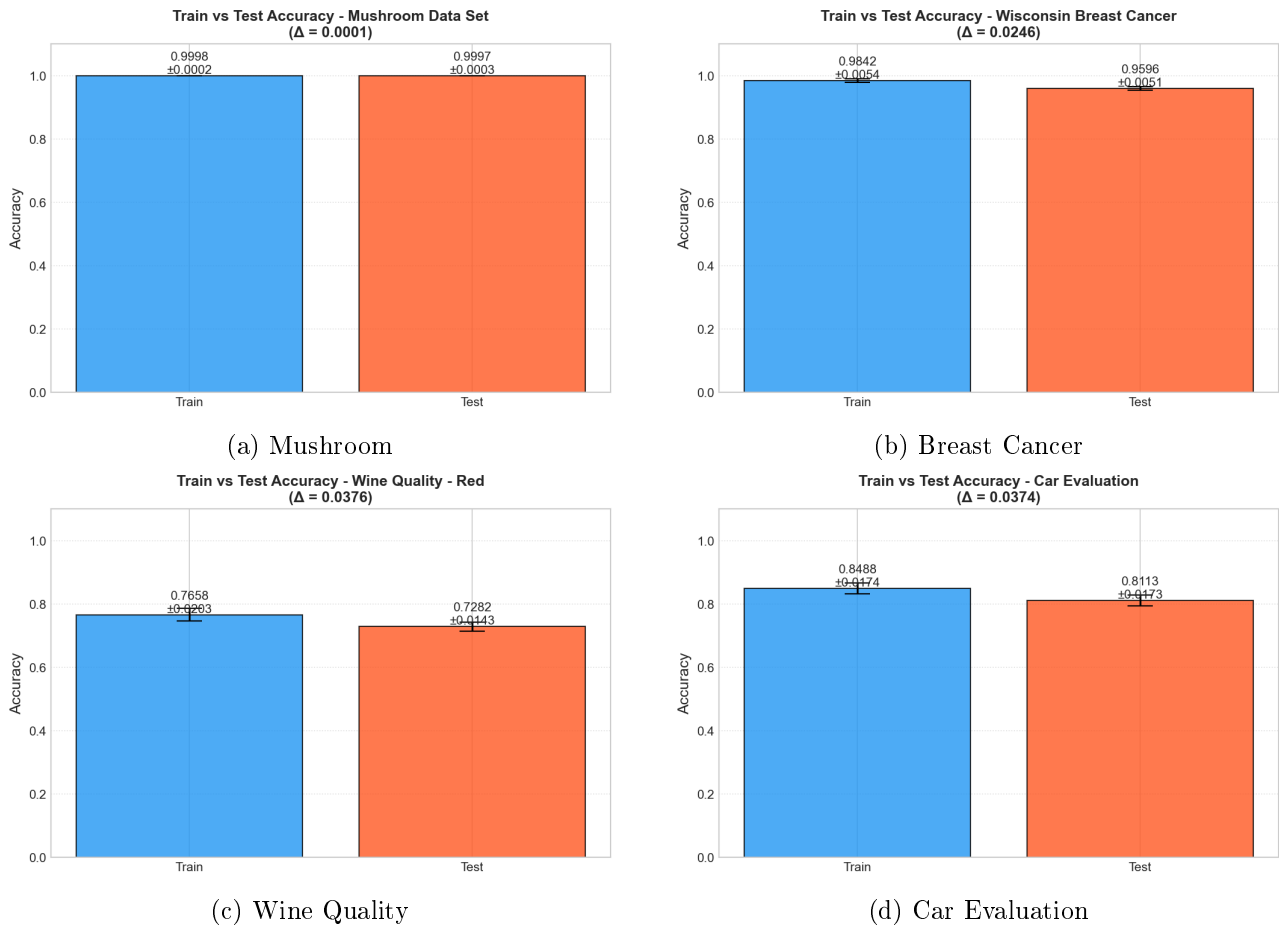 Train vs Test Accuracy - Mushroom Data Set
(Δ = 0.0001)
0.9998
±0.0002
0.9997
±0.0003
1.0
0.8
0.6
0.4
0.2
0.0
Accuracy
Train
Test
(a) Mushroom
Train vs Test Accuracy - Wisconsin Breast Cancer
(Δ = 0.0246)
0.9842
±0.0054
0.9596
±0.0051
1.0
0.8
0.6
0.4
0.2
0.0
Accuracy
Train
Test
(b) Breast Cancer
Train vs Test Accuracy - Wine Quality - Red
(Δ = 0.0376)
0.7658
±0.0203
0.7282
±0.0143
1.0
0.8
0.6
0.4
0.2
0.0
Accuracy
Train
Test
(c) Wine Quality
Train vs Test Accuracy - Car Evaluation
(Δ = 0.0374)
0.8488
±0.0174
0.8113
±0.0173
1.0
0.8
0.6
0.4
0.2
0.0
Accuracy
Train
Test
(d) Car Evaluation